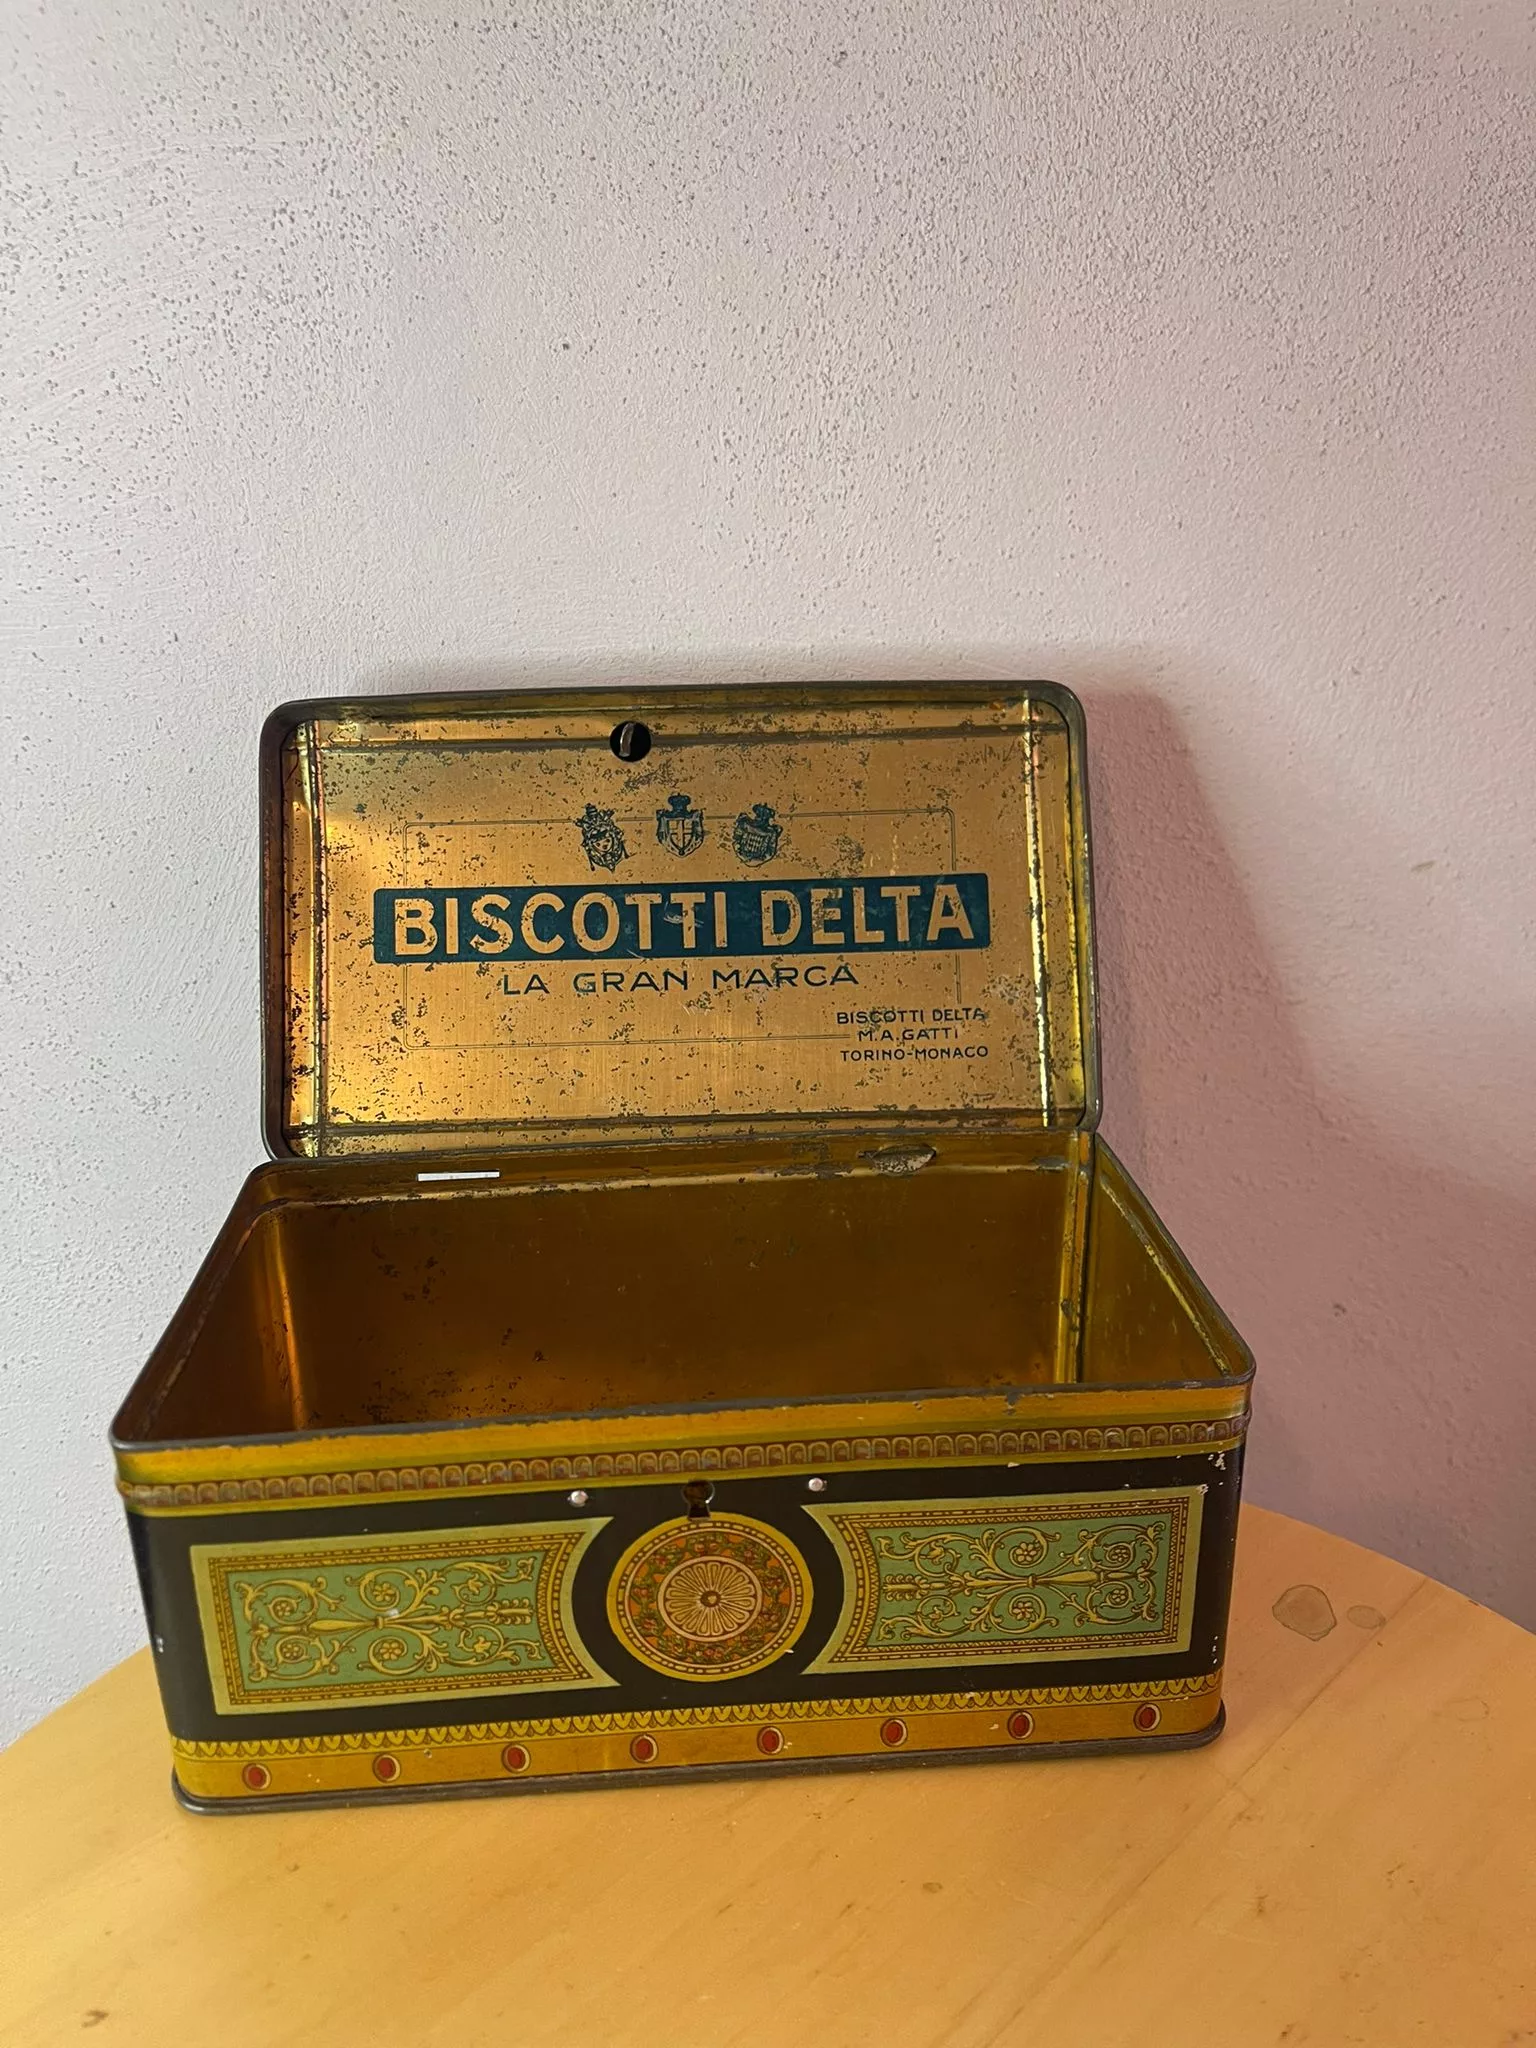 BISCOTTI DELTA
LA GRAN MARCA
BISCOTTI DELTA
M.A.GATTI
TORINO-MONACO